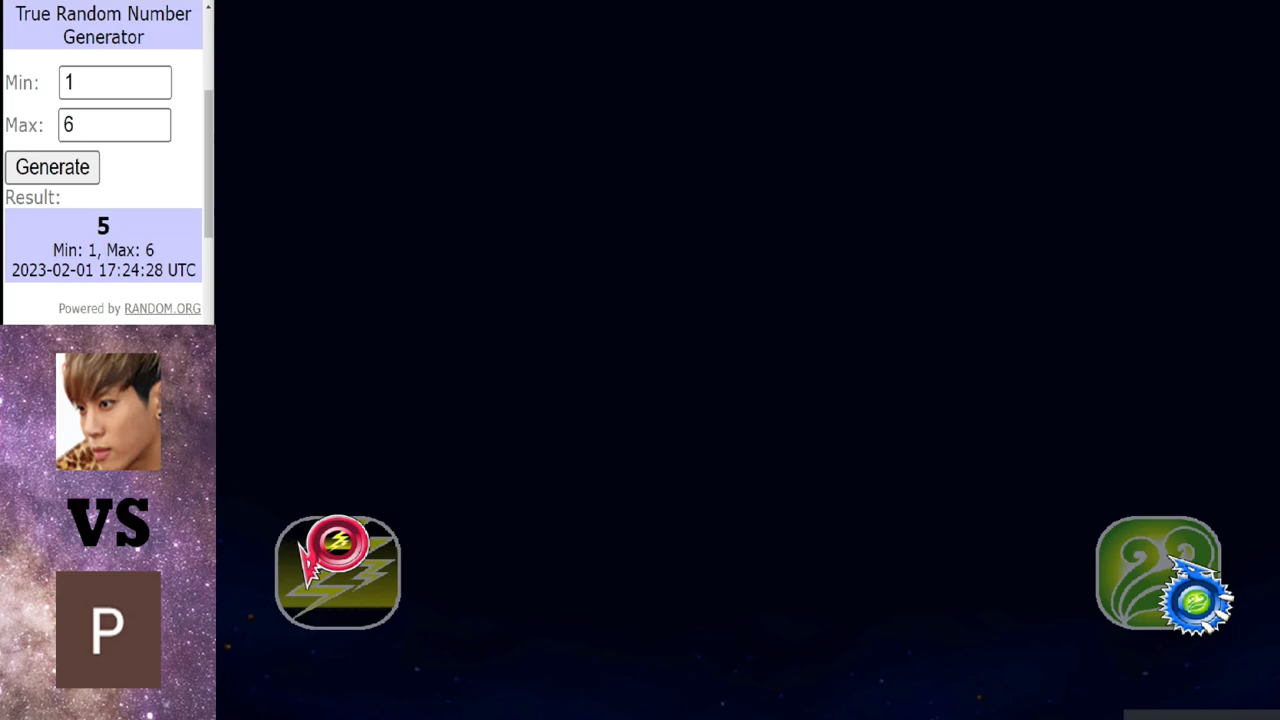 True Random Number
Generator
Min: 1
Max: 6
Generate
Result:
5
Min: 1, Max: 6
2023-02-01 17:24:28 UTC
Powered by RANDOM.ORG
VS
P